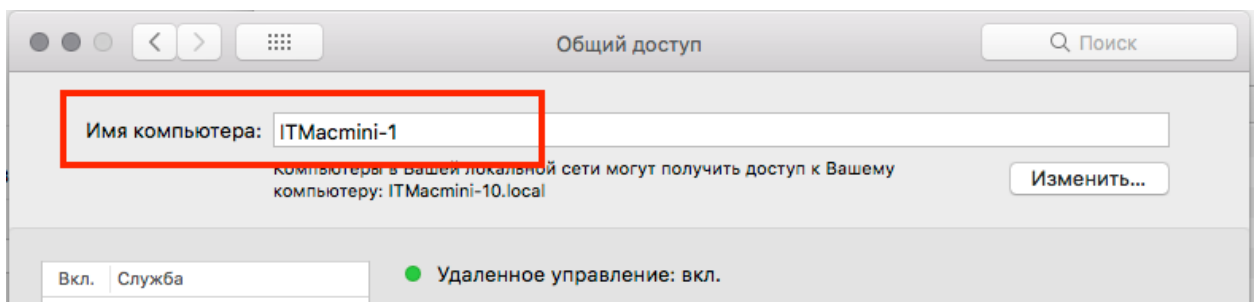 Общий доступ
Поиск
Имя компьютера: ITMacmini-1
Компьютеры в Вашей локальной сети могут получить доступ к Вашему
компьютеру: ITMacmini-10.local
Изменить...
Вкл. Служба
Удаленное управление: вкл.